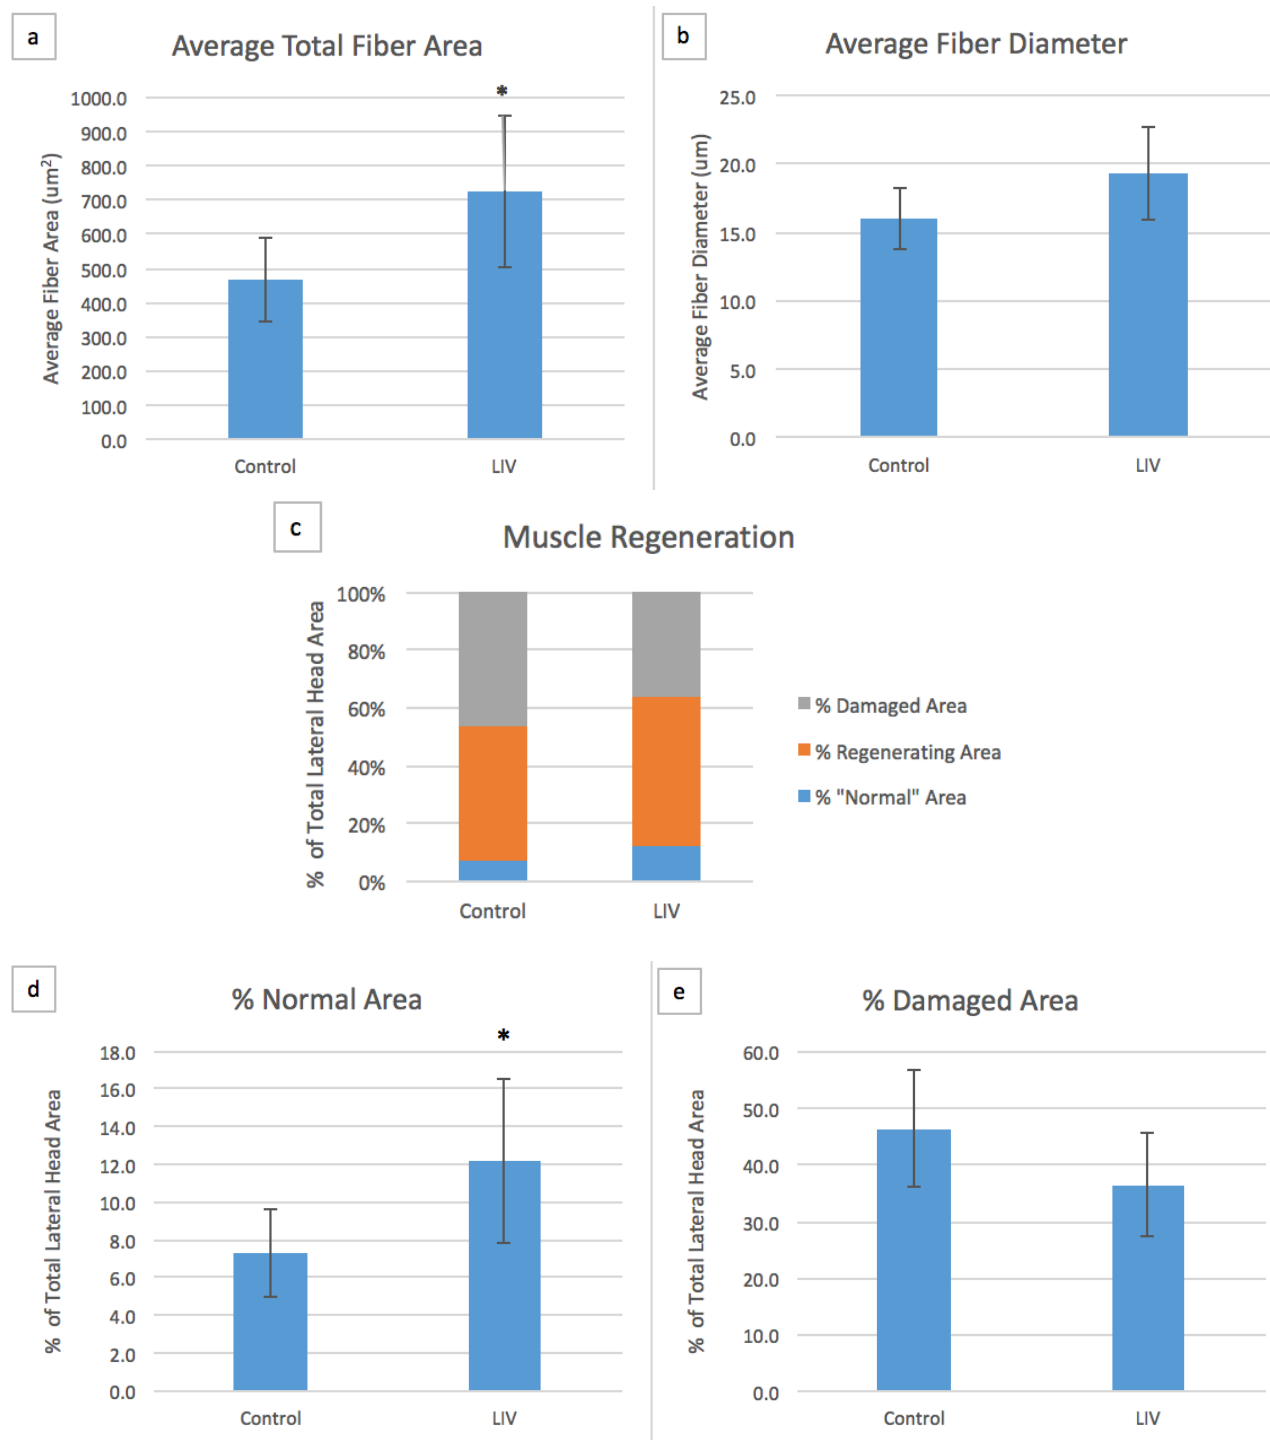 a
Average Total Fiber Area
*
Average Fiber Area (um²)
1000.0
900.0
800.0
700.0
600.0
500.0
400.0
300.0
200.0
100.0
0.0
Control
LIV
b
Average Fiber Diameter
Average Fiber Diameter (um)
25.0
20.0
15.0
10.0
5.0
0.0
Control
LIV
c
Muscle Regeneration
% of Total Lateral Head Area
100%
80%
60%
40%
20%
0%
Control
LIV
% Damaged Area
% Regenerating Area
% "Normal" Area
d
% Normal Area
*
% of Total Lateral Head Area
18.0
16.0
14.0
12.0
10.0
8.0
6.0
4.0
2.0
0.0
Control
LIV
e
% Damaged Area
% of Total Lateral Head Area
60.0
50.0
40.0
30.0
20.0
10.0
0.0
Control
LIV